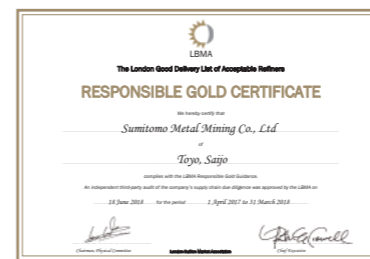 LBMA
The London Good Delivery List of Acceptable Refiners
RESPONSIBLE GOLD CERTIFICATE
We hereby certify that
Sumitomo Metal Mining Co., Ltd
of
Toyo, Saijo
complies with the LBMA Responsible Gold Guidance.
An independent third-party audit of the company's supply chain due diligence was approved by the LBMA on
18 June 2018 for the period 1 April 2017 to 31 March 2018
Chairman, Physical Committee London Bullion Market Association Chief Executive